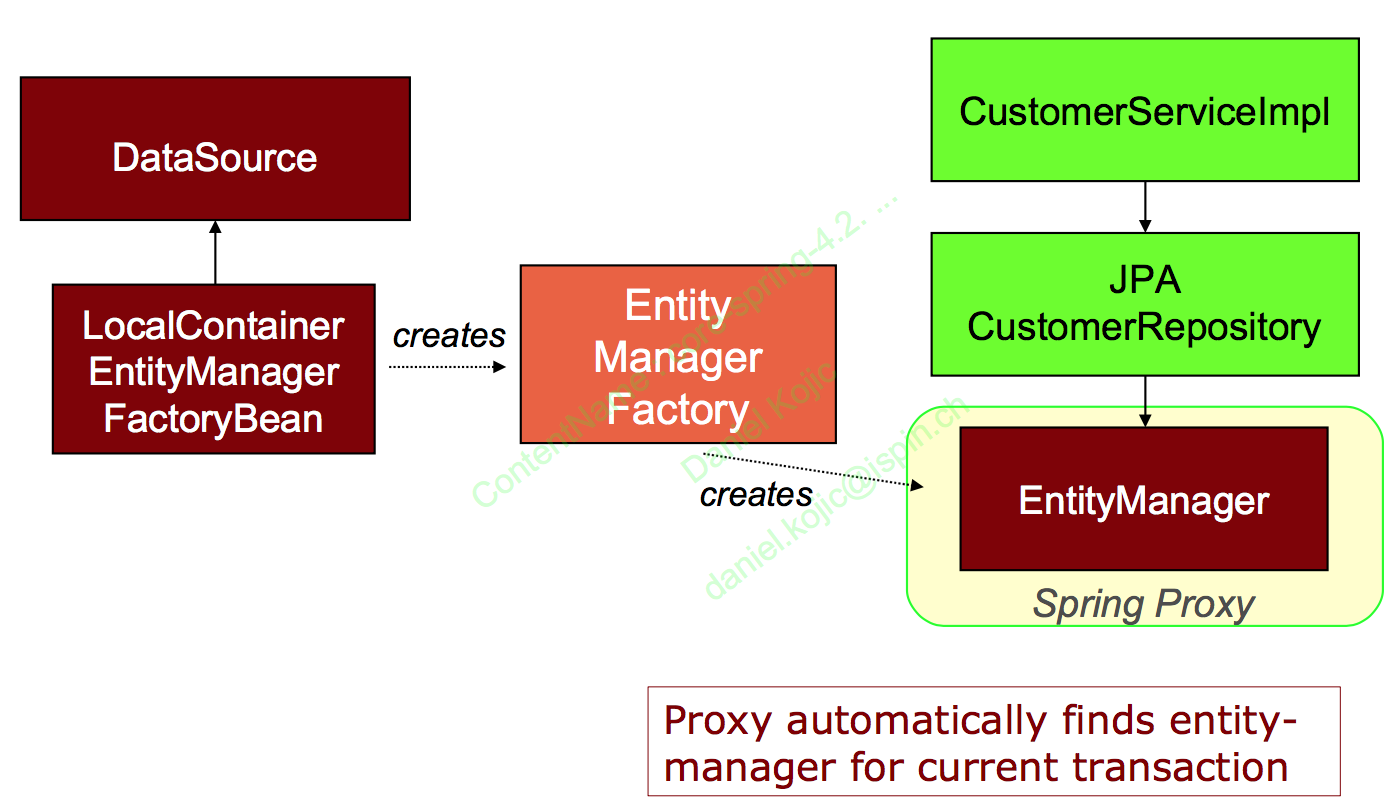 DataSource
LocalContainer
EntityManager
FactoryBean
creates
Entity
Manager
Factory
creates
CustomerServiceImpl
JPA
CustomerRepository
EntityManager
Spring Proxy
Proxy automatically finds entity-
manager for current transaction
ContentName core-spring-4.2. ...
Daniel Kojic
daniel.kojic@ispin.ch